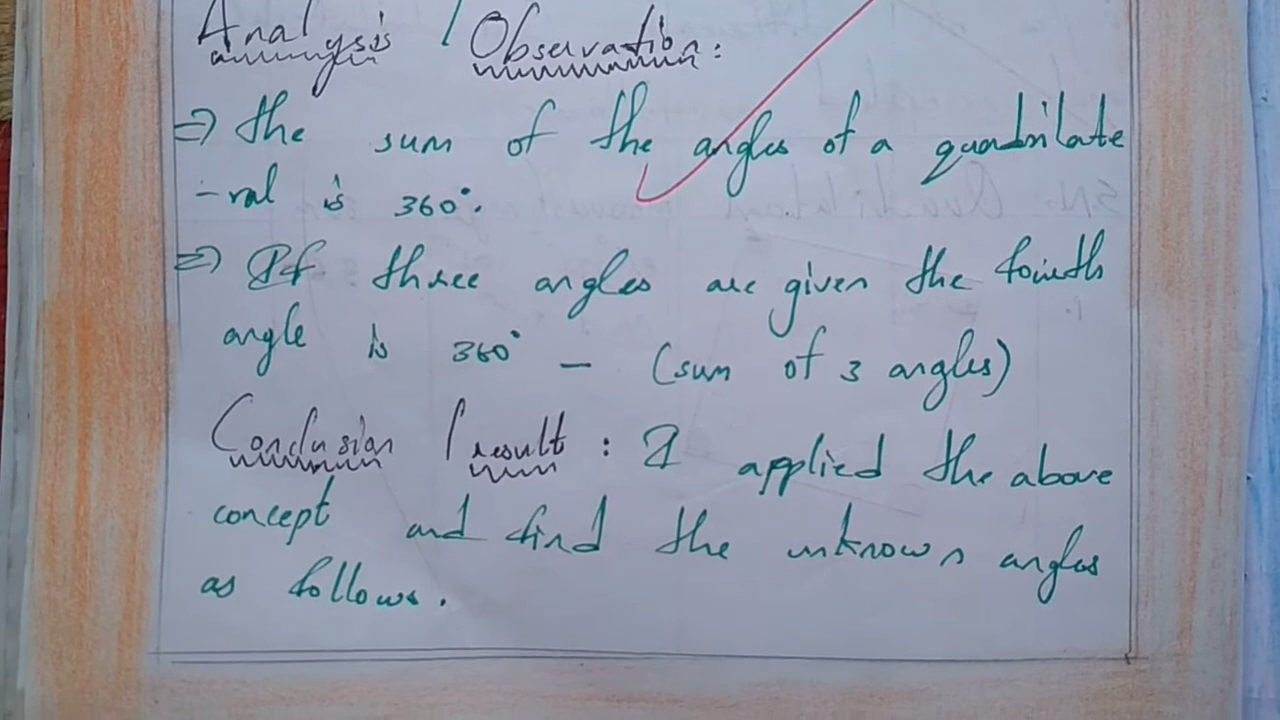 Analysis / Observation:
⇒ the sum of the angles of a quadrilate
-ral is 360°.
⇒ If three angles are given the fourth
angle is 360° - (sum of 3 angles)
Conclusion / result : I applied the above
concept and find the unknown angles
as follows.